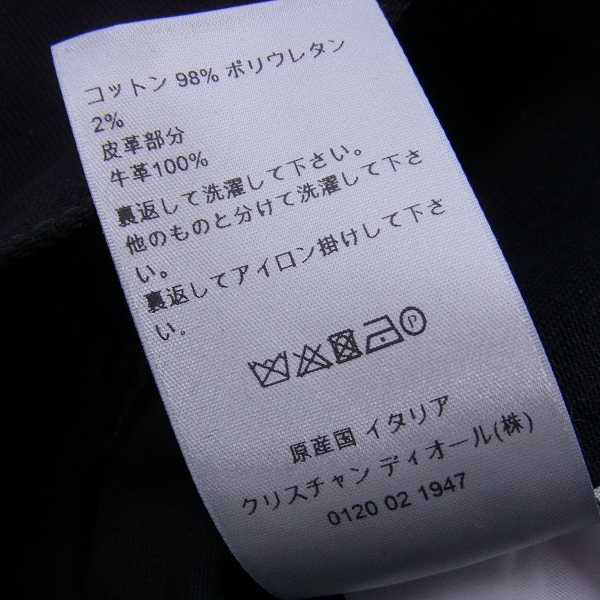 コットン 98% ポリウレタン
2%
皮革部分
牛革100%
裏返して洗濯して下さい。
他のものと分けて洗濯して下さ
い。
裏返してアイロン掛けして下さ
い。
P
原産国 イタリア
クリスチャン ディオール(株)
0120 02 1947